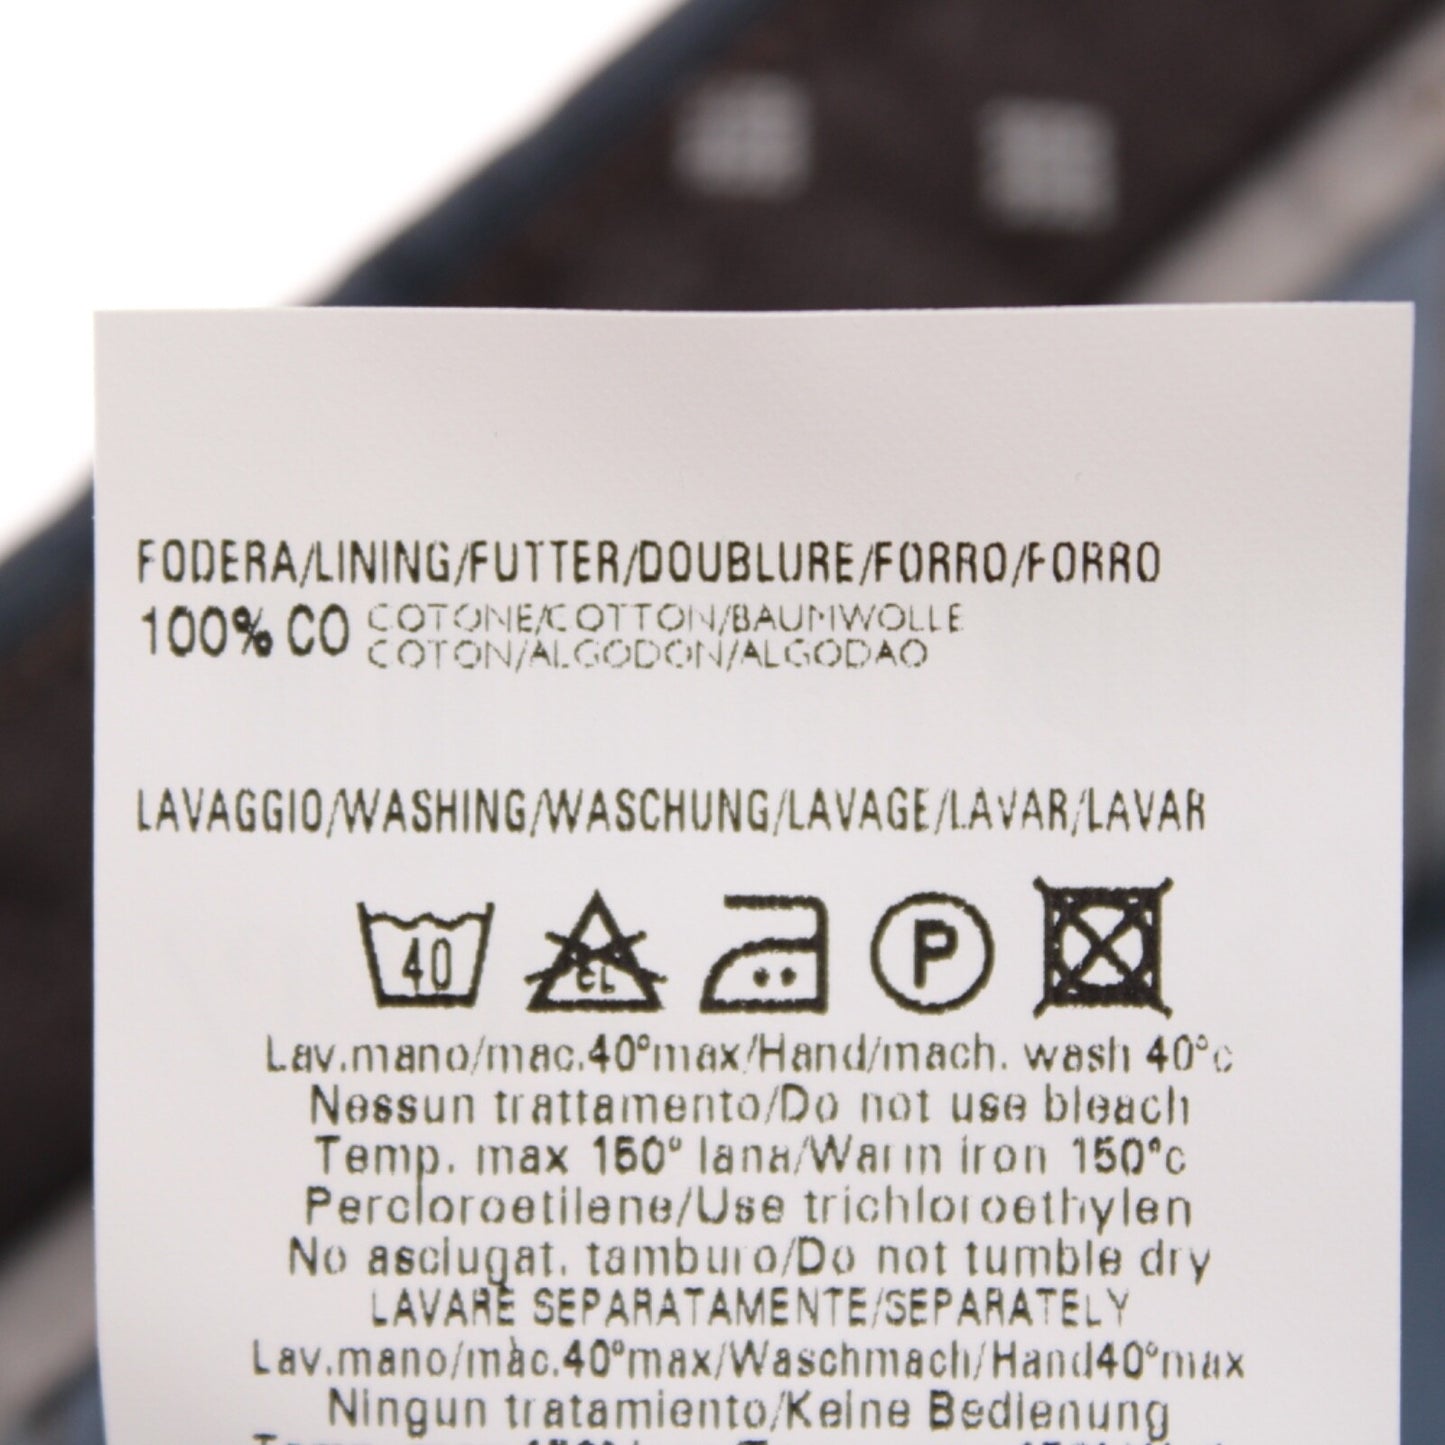 FODERA/LINING/FUTTER/DOUBLURE/FORRO/FORRO
100% CO COTONE/COTTON/BAUMWOLLE
COTON/ALGODON/ALGODAO
LAVAGGIO/WASHING/WASCHUNG/LAVAGE/LAVAR/LAVAR
40 CL P
Lav.mano/mac.40°max/Hand/mach. wash 40°c
Nessun trattamento/Do not use bleach
Temp. max 150° lana/Warm iron 150°c
Percloroetilene/Use trichloroethylen
No asciugat. tamburo/Do not tumble dry
LAVARE SEPARATAMENTE/SEPARATELY
Lav.mano/mac.40°max/Waschmach/Hand40°max
Ningun tratamiento/Keine Bedienung